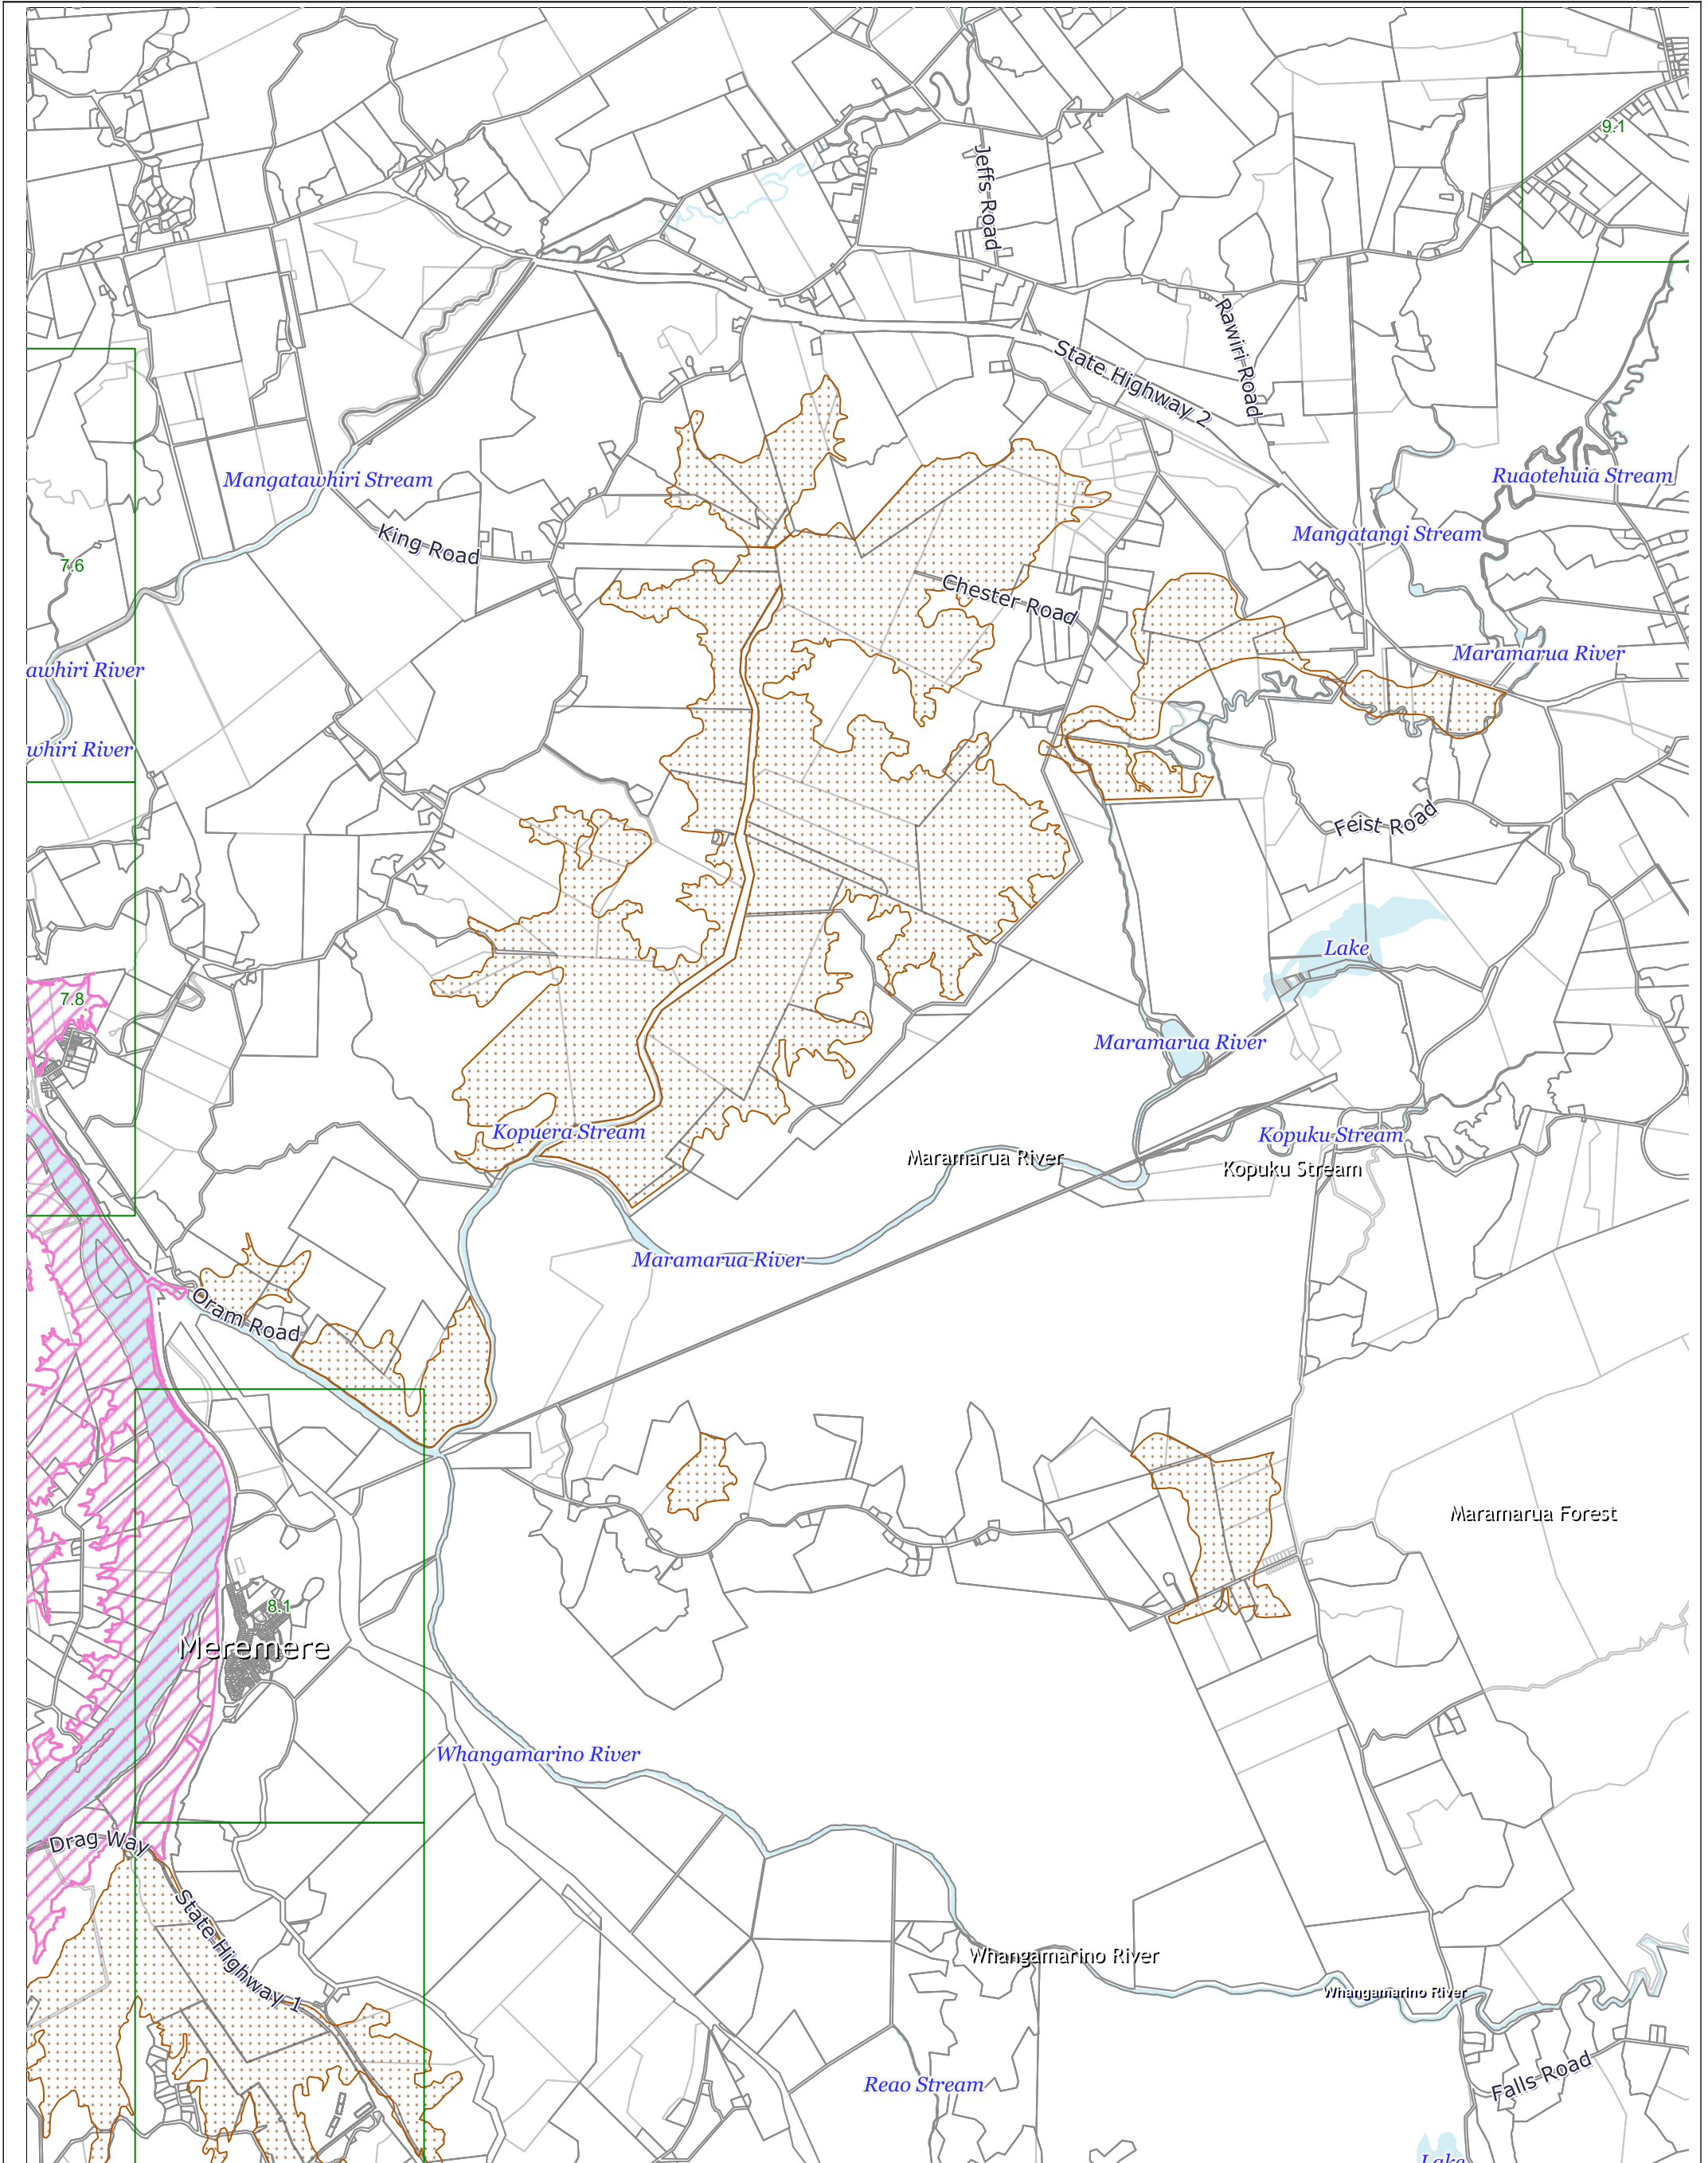 9.1
Jeffs Road
Rawiri Road
State Highway 2
Mangatawhiri Stream
Ruaotehuia Stream
King Road
Mangatangi Stream
7.6
Chester Road
Maramarua River
awhiri River
whiri River
Feist Road
Lake
7.8
Maramarua River
Kopuera Stream
Kopuku Stream
Maramarua River
Kopuku Stream
Maramarua River
Oram Road
Maramarua Forest
8.1
Meremere
Whangamarino River
Drag Way
State Highway 1
Whangamarino River
Whangamarino River
Reao Stream
Falls Road
Lake